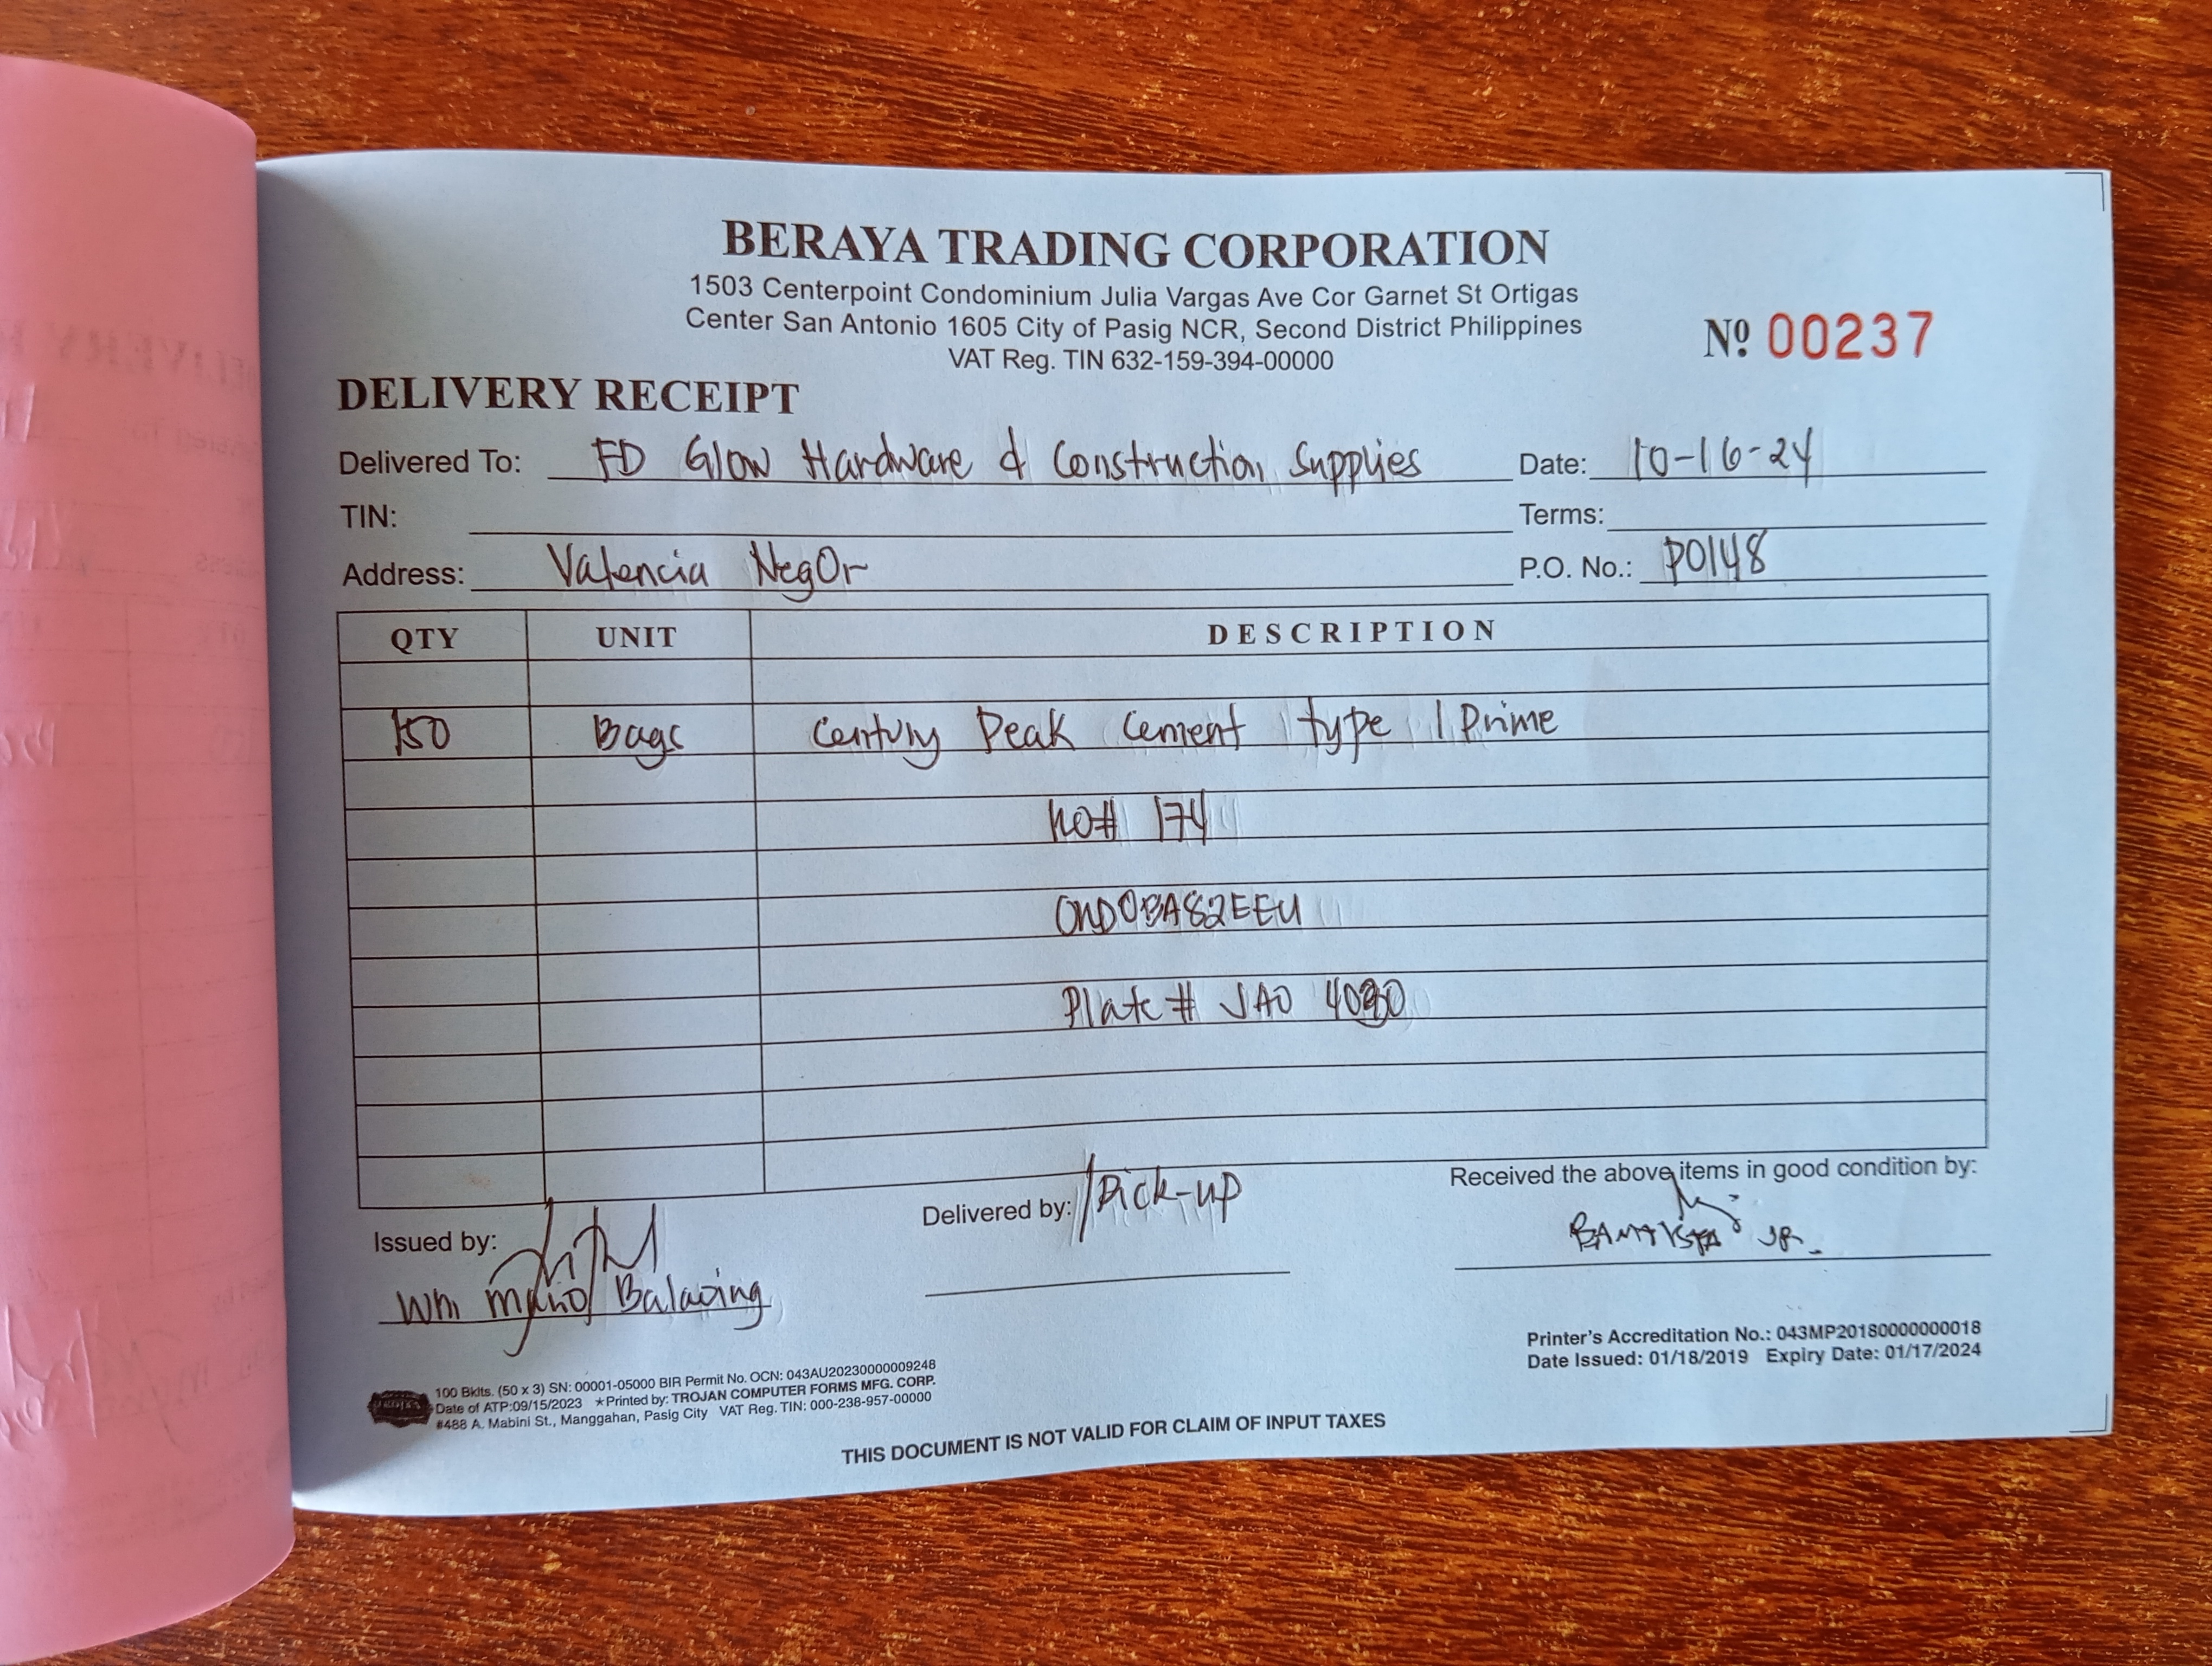 BERAYA TRADING CORPORATION
1503 Centerpoint Condominium Julia Vargas Ave Cor Garnet St Ortigas
Center San Antonio 1605 City of Pasig NCR, Second District Philippines
VAT Reg. TIN 632-159-394-00000
Nº 00237
DELIVERY RECEIPT
Delivered To: FD Glow Hardware & Construction Supplies Date: 10-16-24
TIN: Terms:
Address: Valencia NegOr P.O. No.: PO148
QTY UNIT DESCRIPTION
150 Bags Century Peak Cement type 1 Prime
174
Plate # JAO
Issued by: Delivered by: Pick-up Received the above items in good condition by:
JR.
Wm
Printer's Accreditation No.: 043MP20180000000018
Date Issued: 01/18/2019 Expiry Date: 01/17/2024
100 Bklts. (50 x 3) SN: 00001-05000 BIR Permit No. OCN: 043AU20230000009248
Date of ATP:09/15/2023 ★Printed by: TROJAN COMPUTER FORMS MFG. CORP.
#488 A. Mabini St., Manggahan, Pasig City VAT Reg. TIN: 000-238-957-00000
THIS DOCUMENT IS NOT VALID FOR CLAIM OF INPUT TAXES